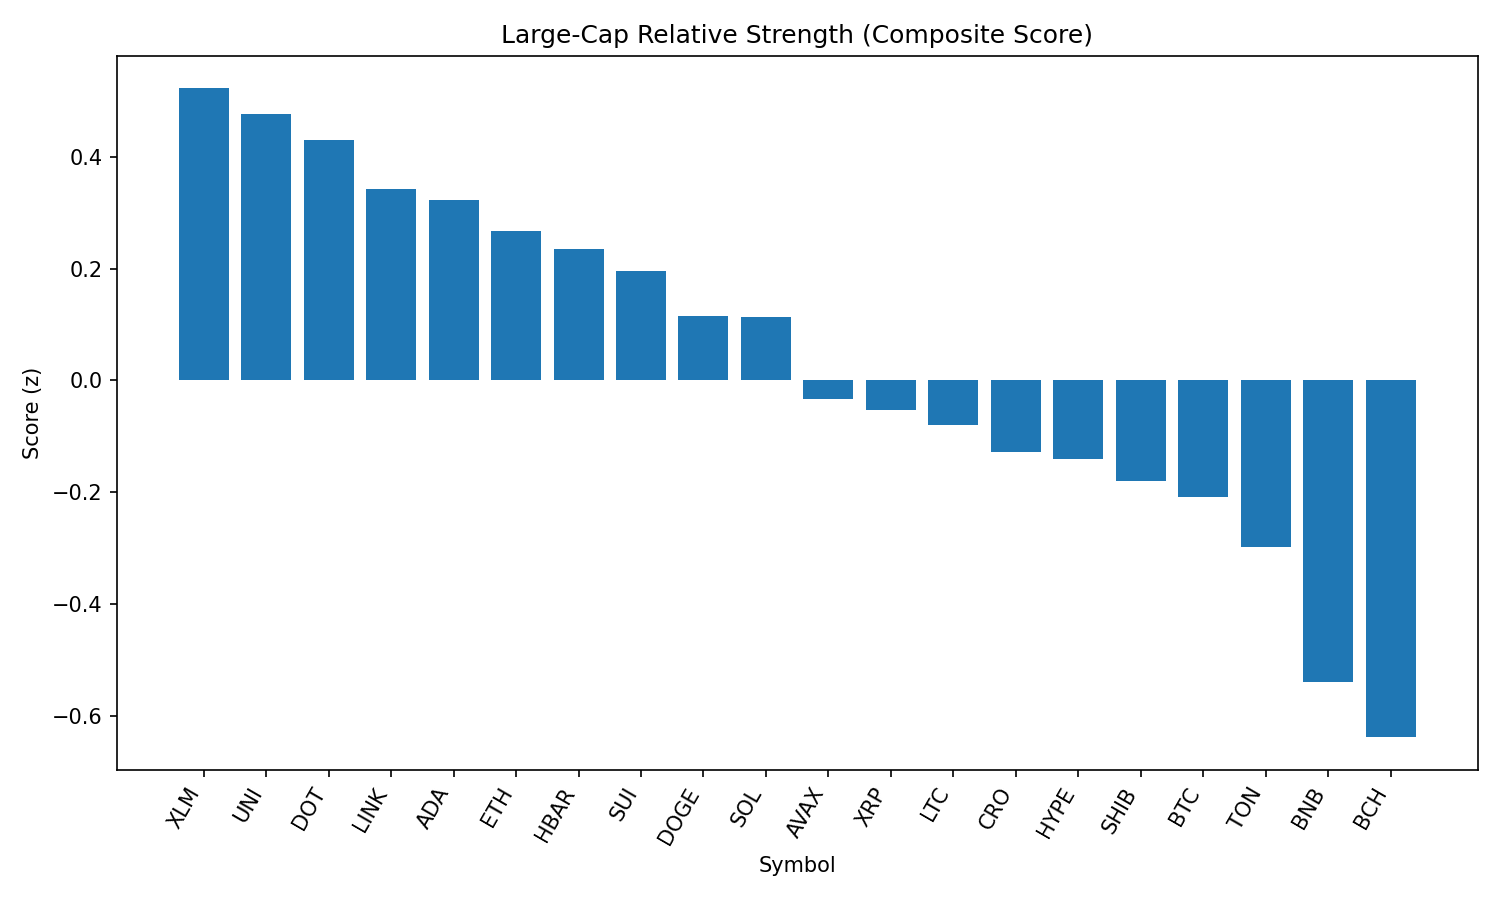 Large-Cap Relative Strength (Composite Score)
Score (z)
0.4
0.2
0.0
−0.2
−0.4
−0.6
XLM
UNI
DOT
LINK
ADA
ETH
HBAR
SUI
DOGE
SOL
AVAX
XRP
LTC
CRO
HYPE
SHIB
BTC
TON
BNB
BCH
Symbol